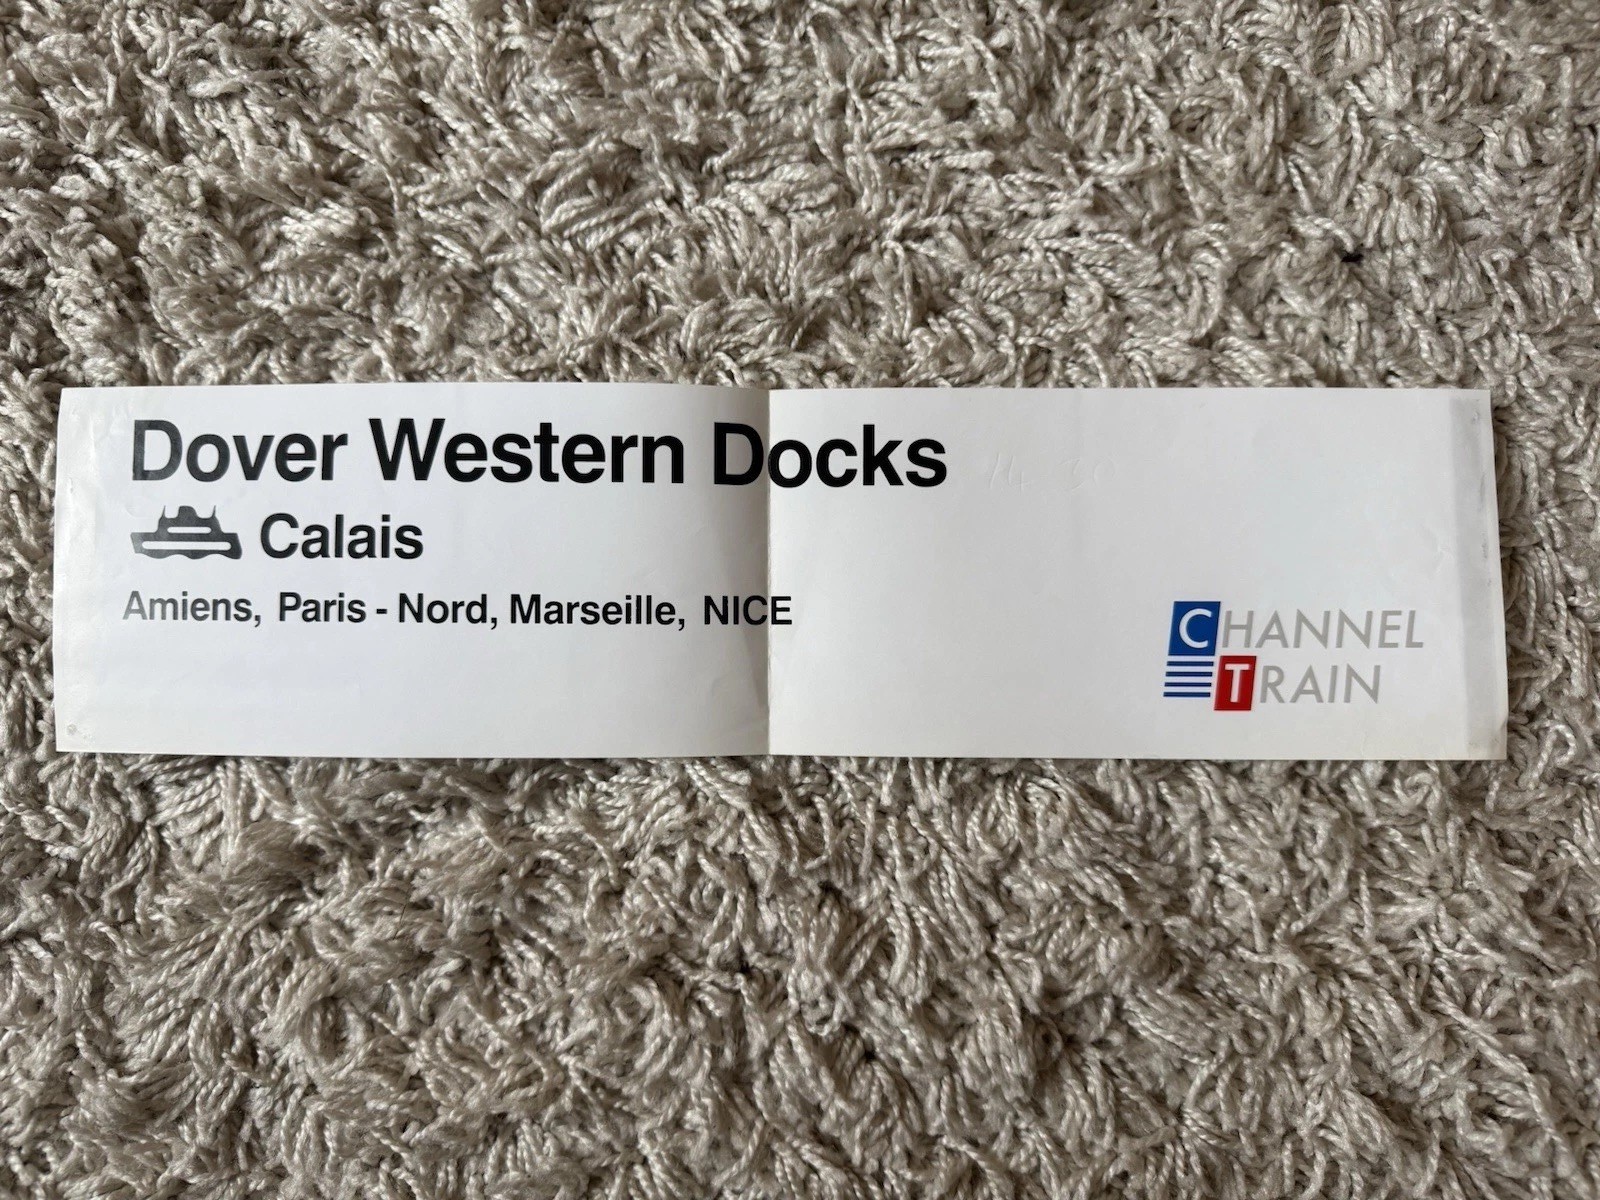 Dover Western Docks
Calais
Amiens, Paris - Nord, Marseille, NICE
CHANNEL
TRAIN